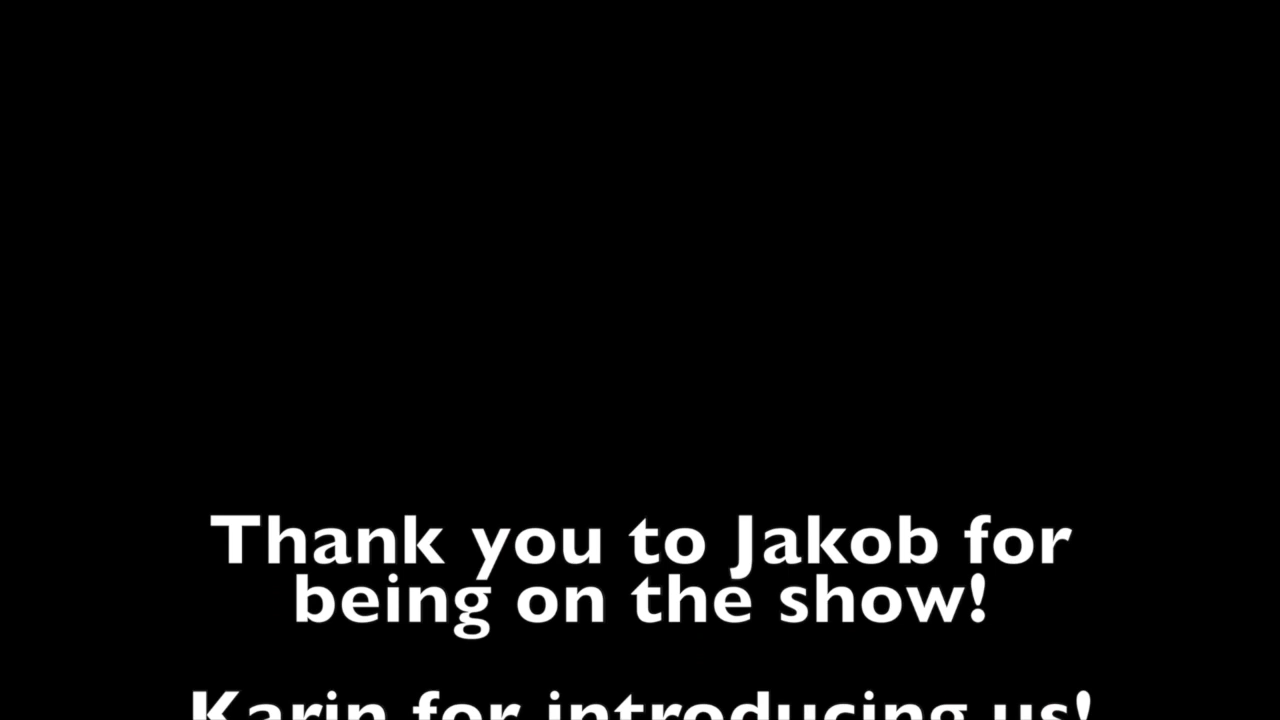 Thank you to Jakob for
being on the show!
Karin for introducing us!